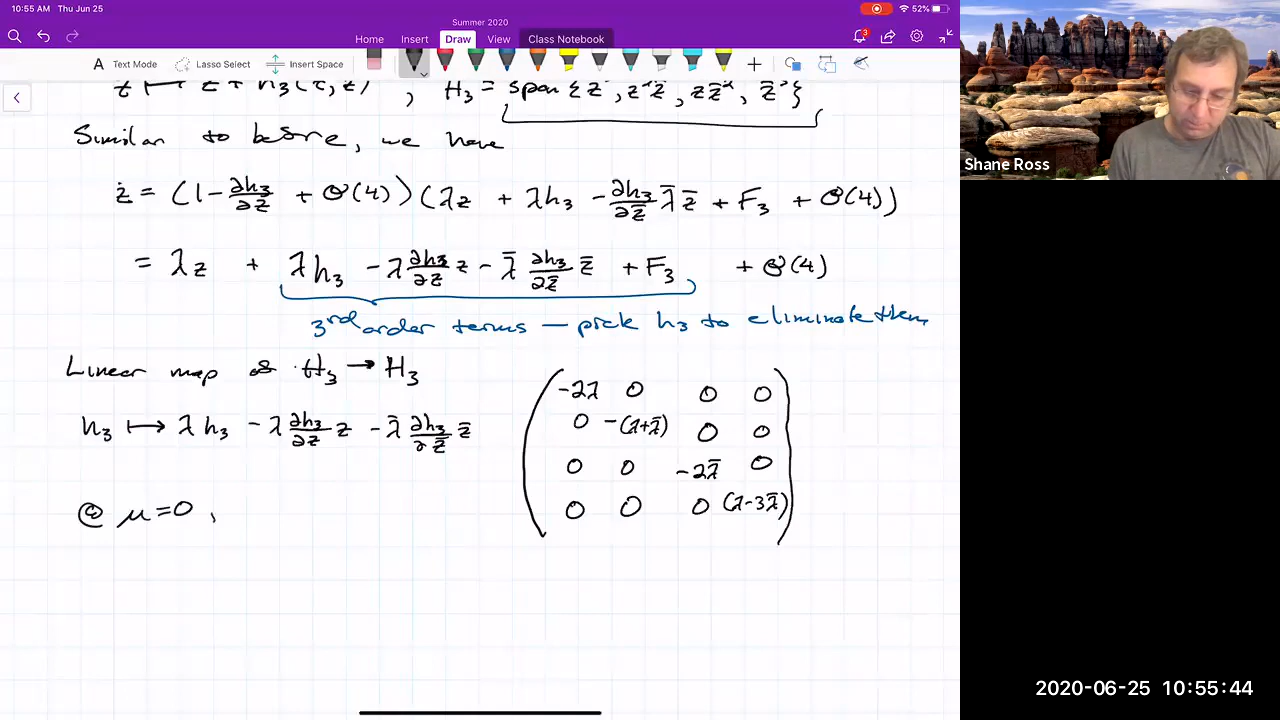 10:55 AM Thu Jun 25
52%
Summer 2020
Home Insert Draw View Class Notebook
3
A Text Mode Lasso Select Insert Space
, H₃ = span { z , z²z̄, zz̄², z̄³}
Similar to before, we have
ż = (1 - ∂h₃/∂z + O(4)) (λz + λh₃ - ∂h₃/∂z̄ λ̄ z̄ + F₃ + O(4))
= λz + λh₃ - λ ∂h₃/∂z z - λ̄ ∂h₃/∂z̄ z̄ + F₃ + O(4)
3rd order terms — pick h₃ to eliminate them
Linear map H₃ → H₃
h₃ ↦ λh₃ - λ ∂h₃/∂z z - λ̄ ∂h₃/∂z̄ z̄
-2λ 0 0 0
0 -(λ+λ̄) 0 0
0 0 -2λ̄ 0
0 0 0 (λ-3λ̄)
@ μ=0 ,
Shane Ross
2020-06-25 10:55:44